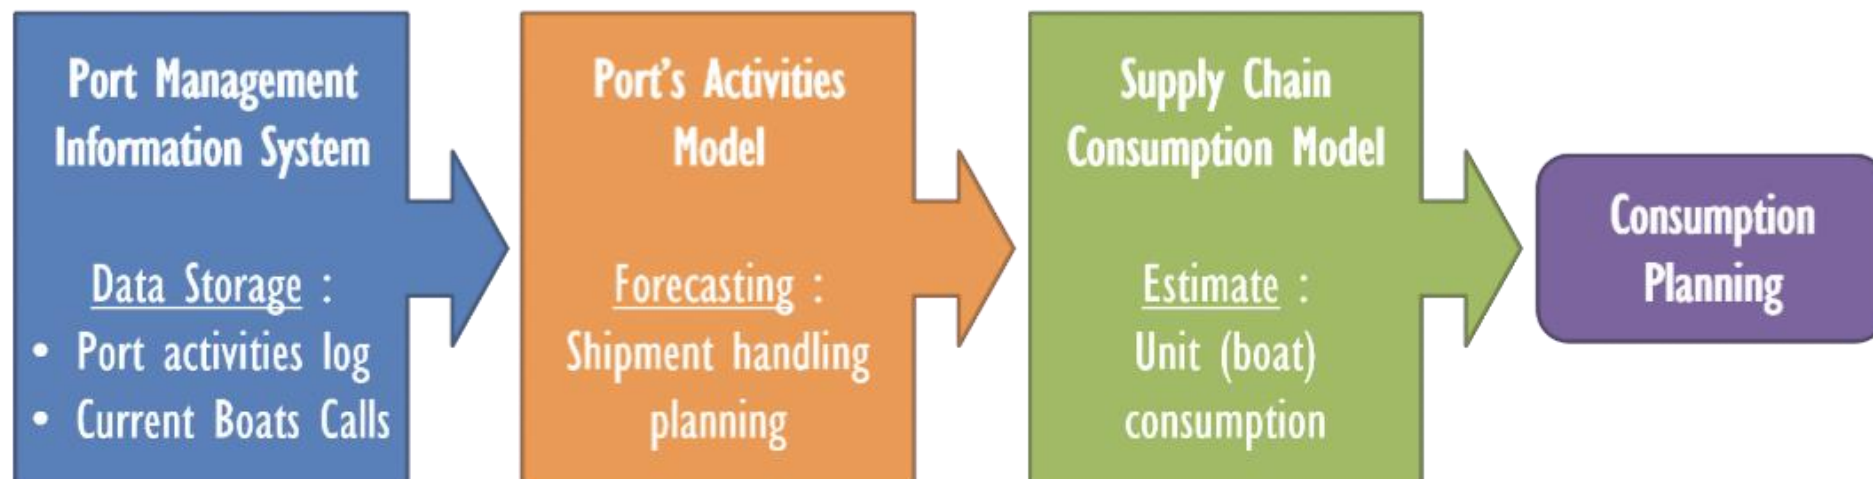 Port Management
Information System
Data Storage :
• Port activities log
• Current Boats Calls
Port's Activities
Model
Forecasting :
Shipment handling
planning
Supply Chain
Consumption Model
Estimate :
Unit (boat)
consumption
Consumption
Planning